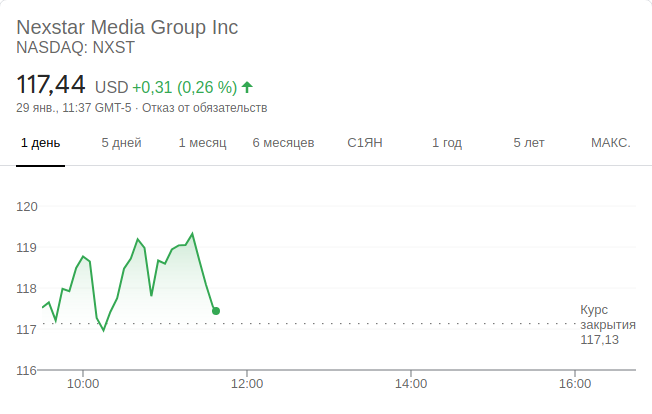 Nexstar Media Group Inc
NASDAQ: NXST
117,44 USD +0,31 (0,26 %)
29 янв., 11:37 GMT-5 · Отказ от обязательств
1 день 5 дней 1 месяц 6 месяцев С1ЯН 1 год 5 лет МАКС.
120
119
118
117
116
Курс
закрытия
117,13
10:00 12:00 14:00 16:00